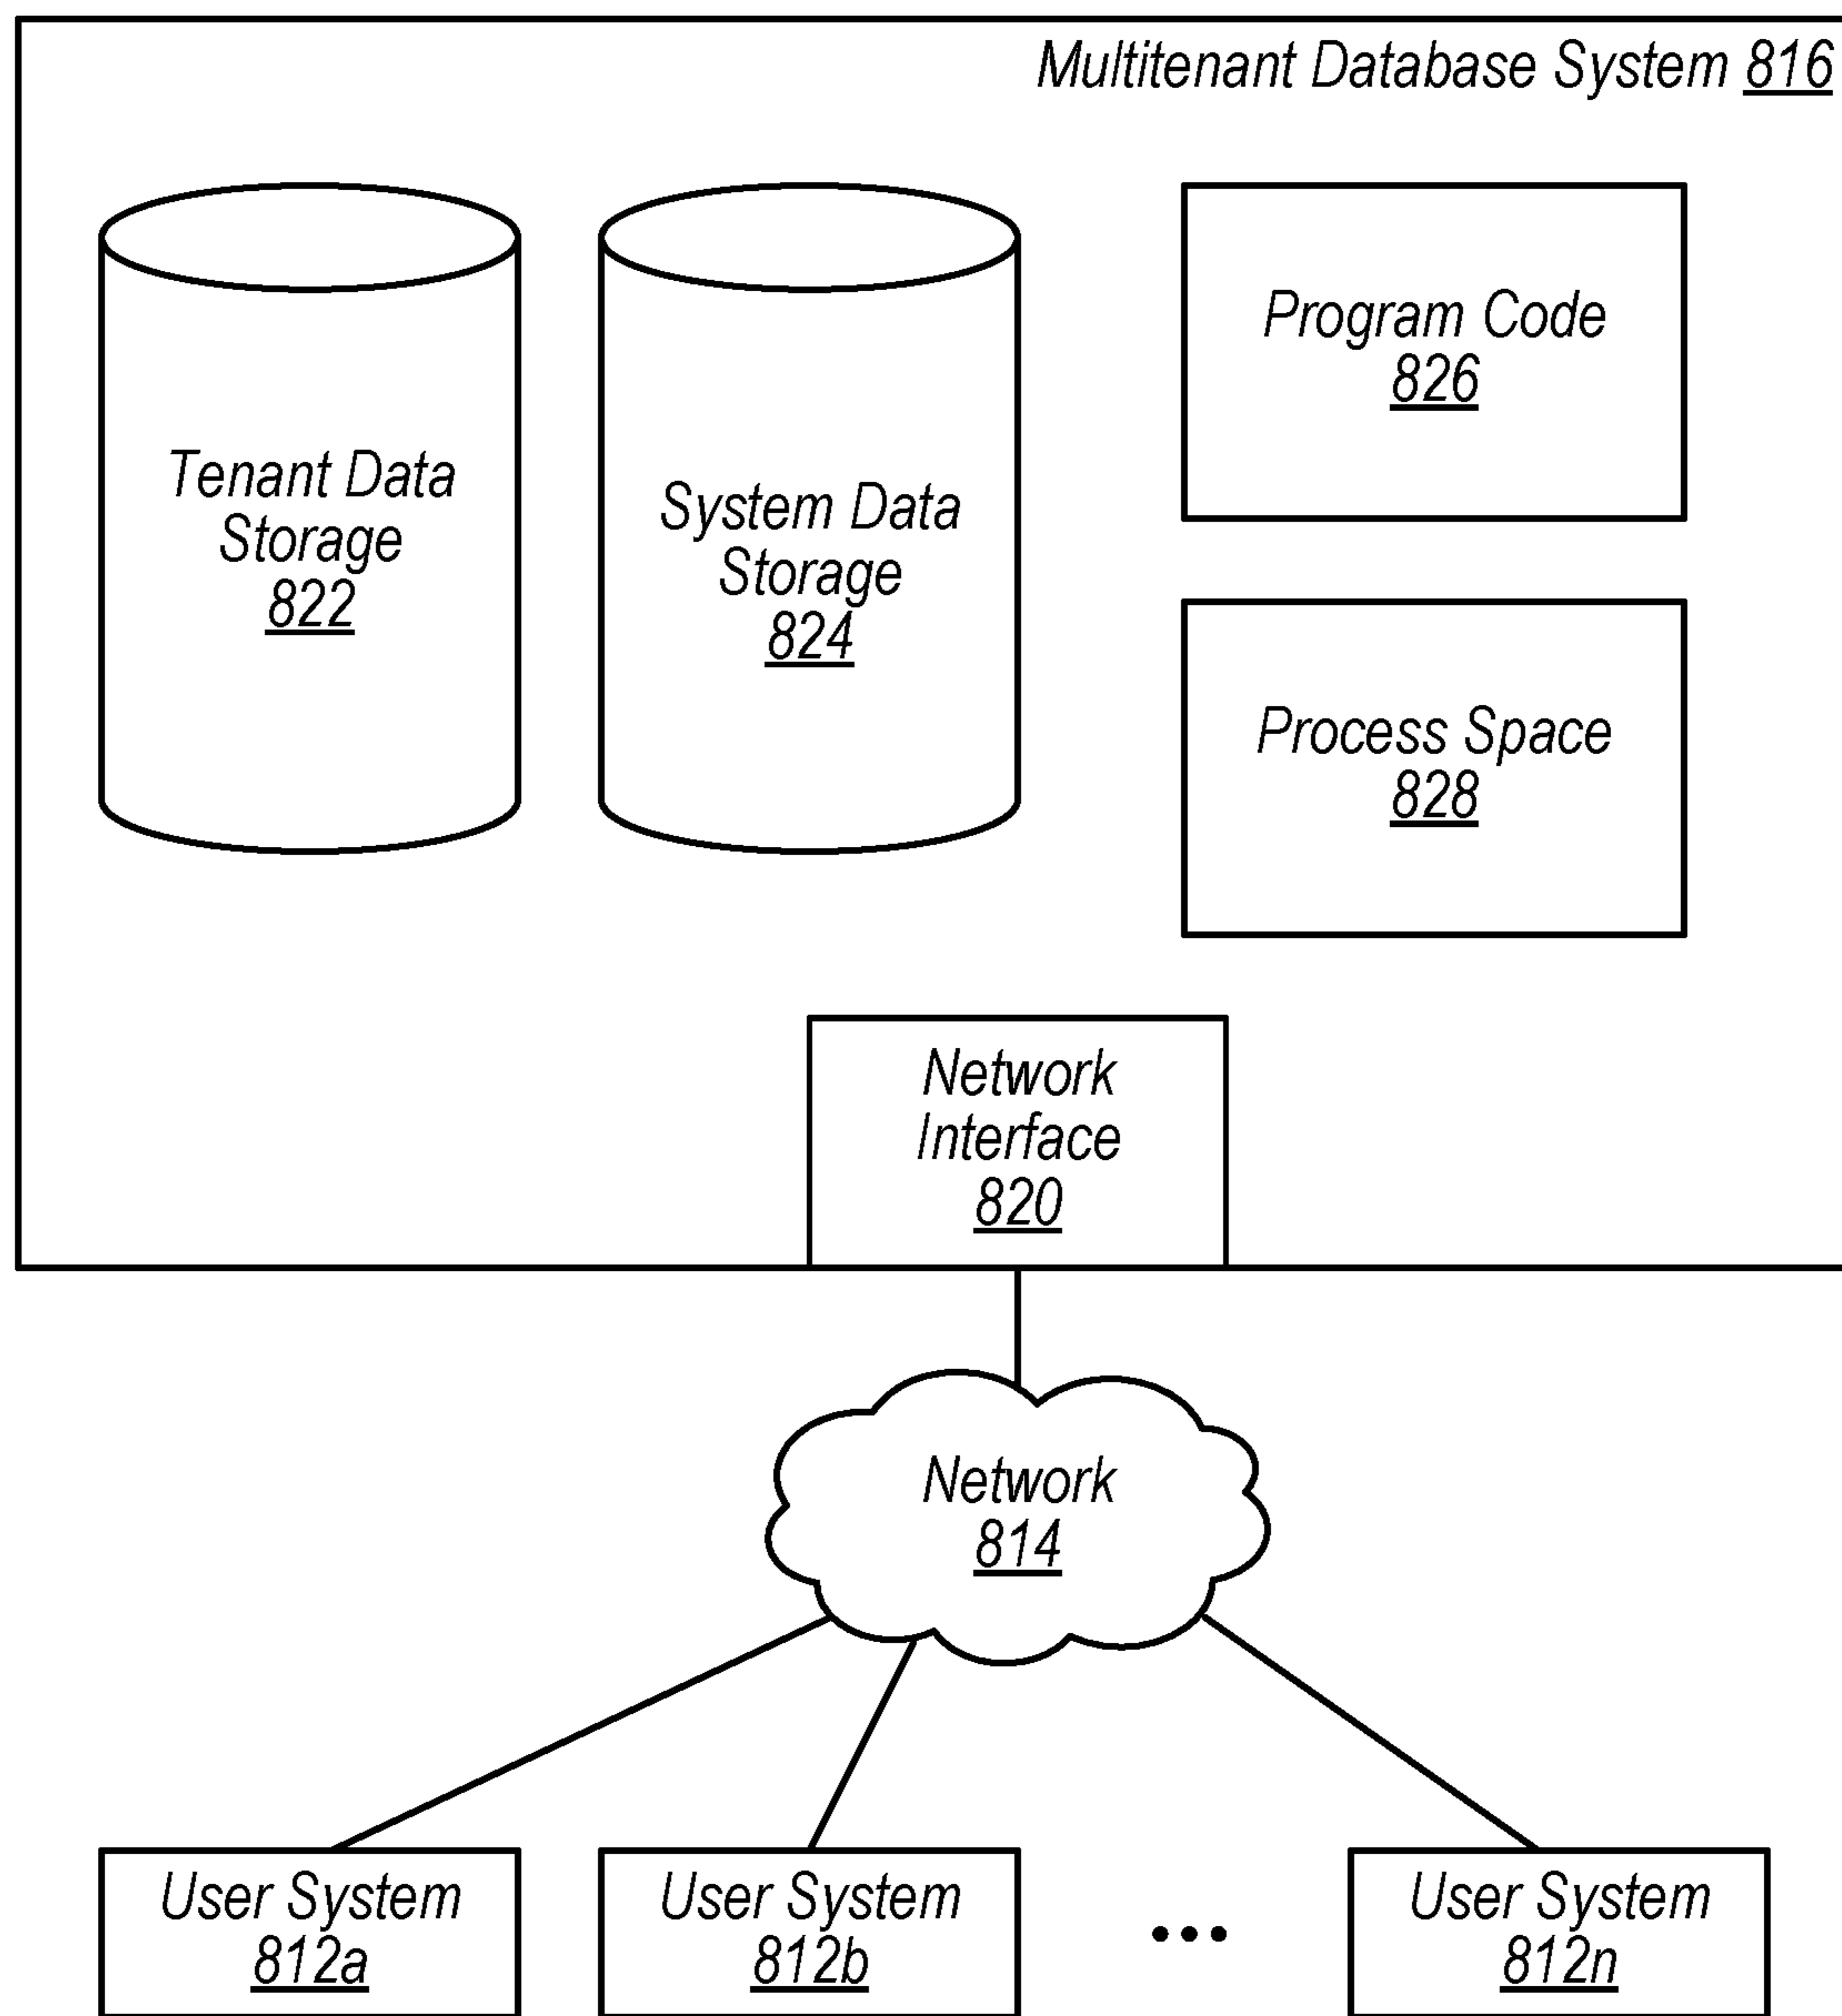 Multitenant Database System 816
Tenant Data
Storage
822
System Data
Storage
824
Program Code
826
Process Space
828
Network
Interface
820
Network
814
User System
812a
User System
812b
...
User System
812n